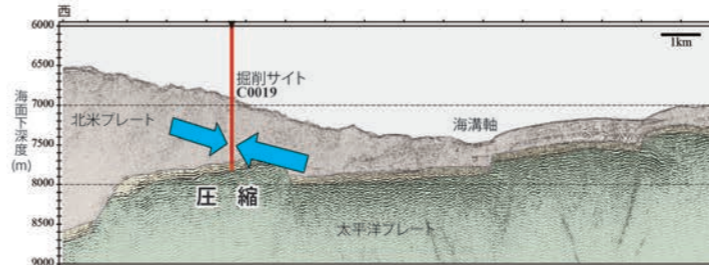 西
6000
6500
7000
7500
8000
8500
9000
海面下深度
(m)
1km
掘削サイト
C0019
北米プレート
海溝軸
圧 縮
太平洋プレート